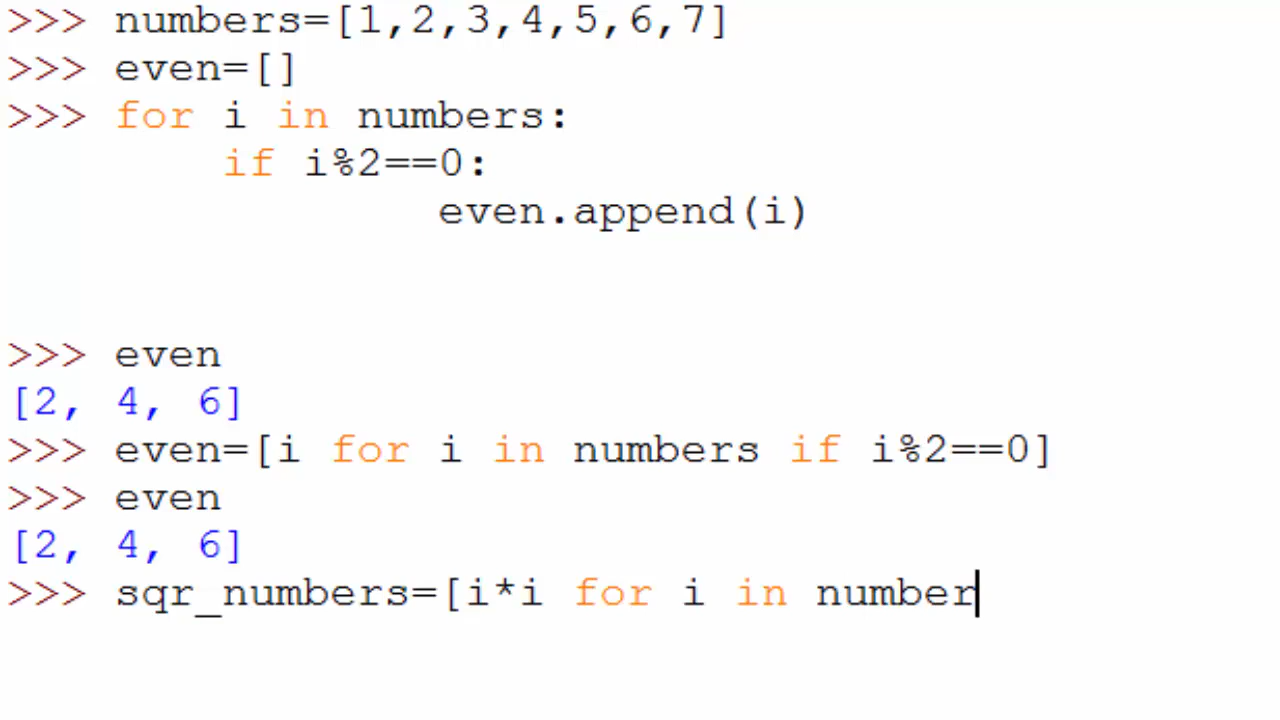 >>> numbers=[1,2,3,4,5,6,7]
>>> even=[]
>>> for i in numbers:
        if i%2==0:
                even.append(i)
>>> even
[2, 4, 6]
>>> even=[i for i in numbers if i%2==0]
>>> even
[2, 4, 6]
>>> sqr_numbers=[i*i for i in number